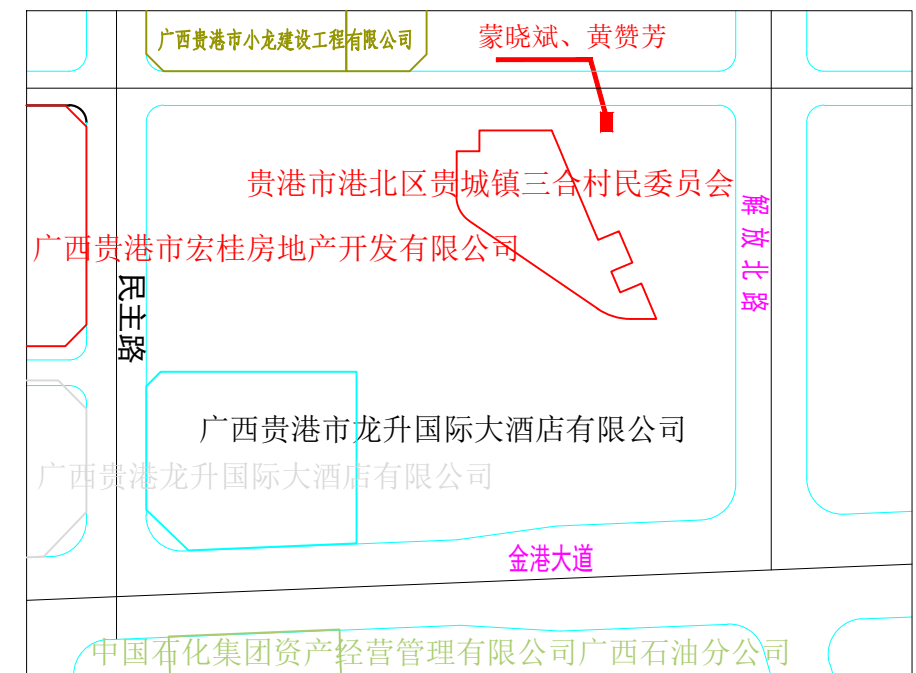 广西贵港市小龙建设工程有限公司
蒙晓斌、黄赞芳
贵港市港北区贵城镇三合村民委员会
解放北路
广西贵港市宏桂房地产开发有限公司
民主路
广西贵港市龙升国际大酒店有限公司
广西贵港龙升国际大酒店有限公司
金港大道
中国石化集团资产经营管理有限公司广西石油分公司